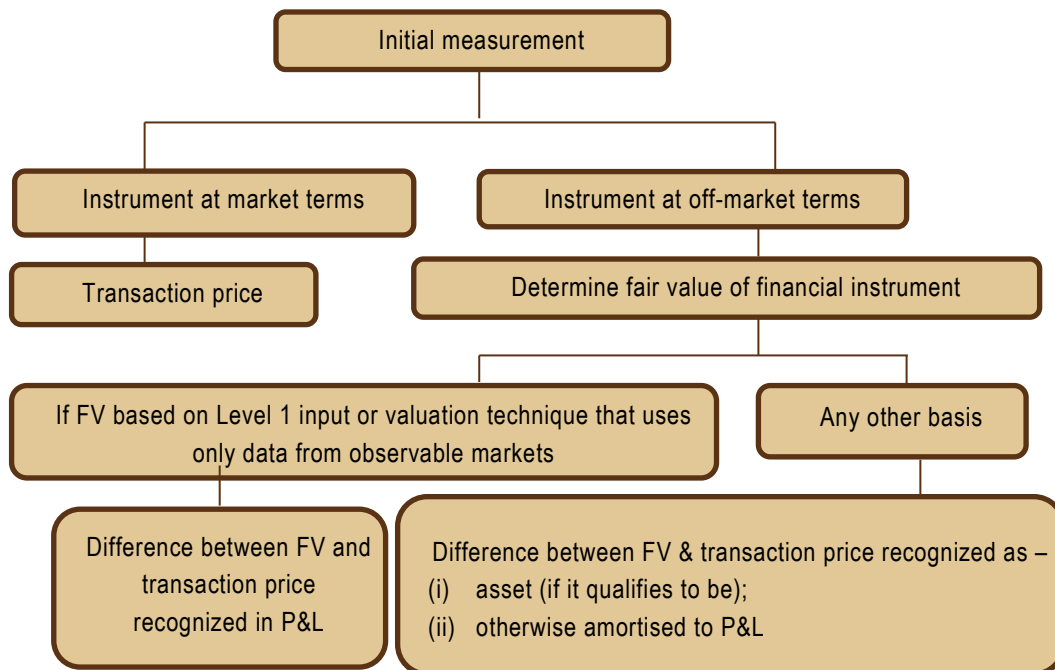 Initial measurement
Instrument at market terms
Instrument at off-market terms
Transaction price
Determine fair value of financial instrument
If FV based on Level 1 input or valuation technique that uses
only data from observable markets
Any other basis
Difference between FV and
transaction price
recognized in P&L
Difference between FV & transaction price recognized as –
(i) asset (if it qualifies to be);
(ii) otherwise amortised to P&L